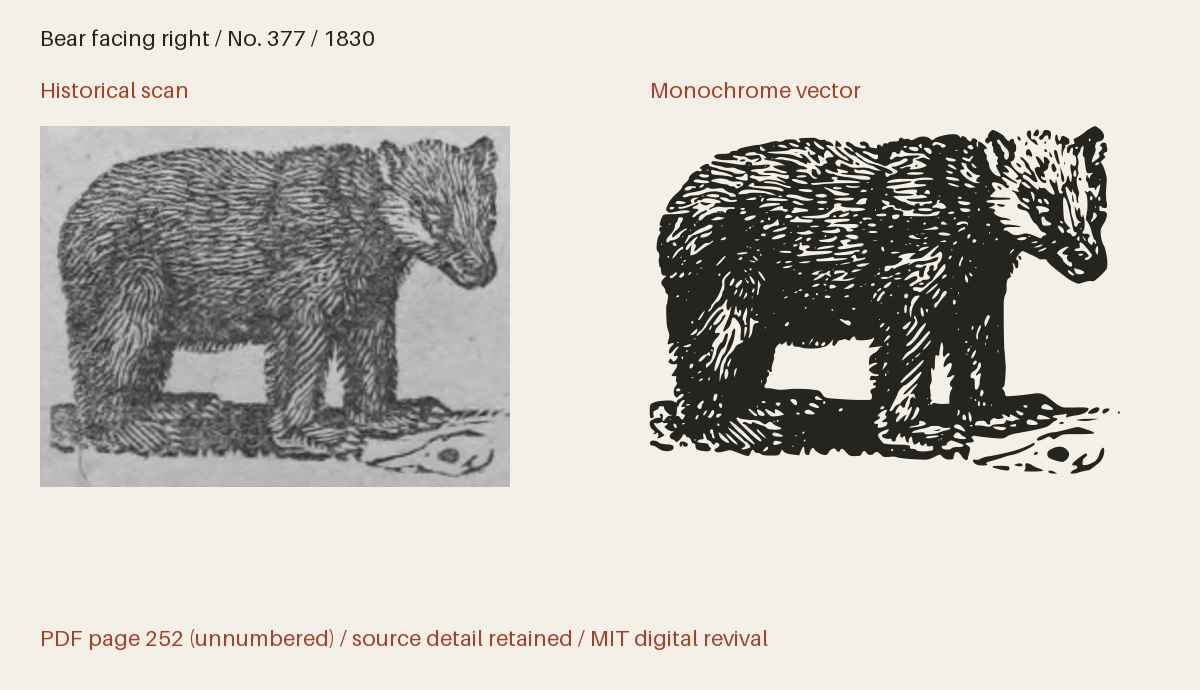 Bear facing right / No. 377 / 1830
Historical scan
Monochrome vector
PDF page 252 (unnumbered) / source detail retained / MIT digital revival